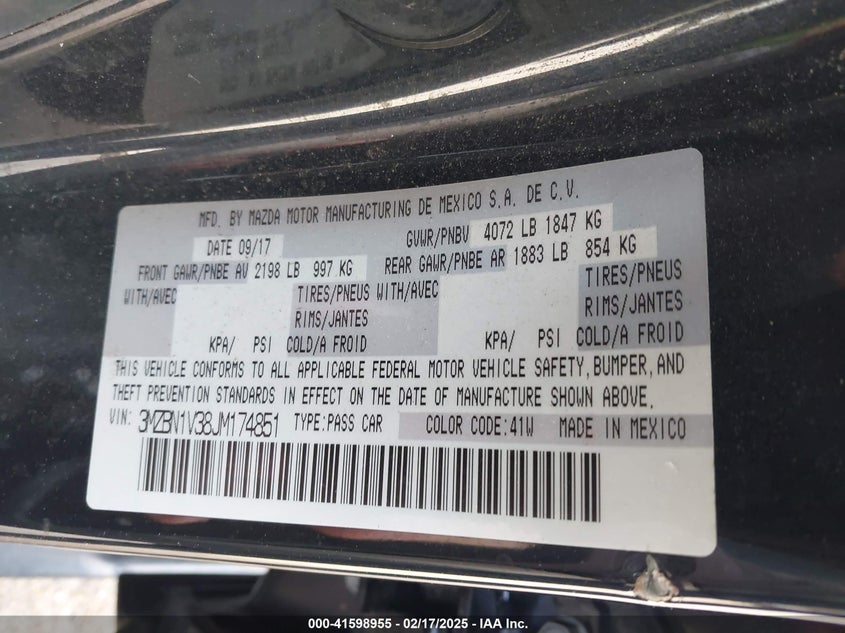 MFD. BY MAZDA MOTOR MANUFACTURING DE MEXICO S.A. DE C.V.
DATE 09/17 GVWR/PNBV 4072 LB 1847 KG
FRONT GAWR/PNBE AV 2198 LB 997 KG REAR GAWR/PNBE AR 1883 LB 854 KG
WITH/AVEC TIRES/PNEUS WITH/AVEC TIRES/PNEUS
RIMS/JANTES RIMS/JANTES
KPA/ PSI COLD/A FROID KPA/ PSI COLD/A FROID
THIS VEHICLE CONFORMS TO ALL APPLICABLE FEDERAL MOTOR VEHICLE SAFETY, BUMPER, AND
THEFT PREVENTION STANDARDS IN EFFECT ON THE DATE OF MANUFACTURE SHOWN ABOVE.
VIN: 3MZBN1V38JM174851 TYPE:PASS CAR COLOR CODE:41W MADE IN MEXICO
000-41598955 - 02/17/2025 - IAA Inc.